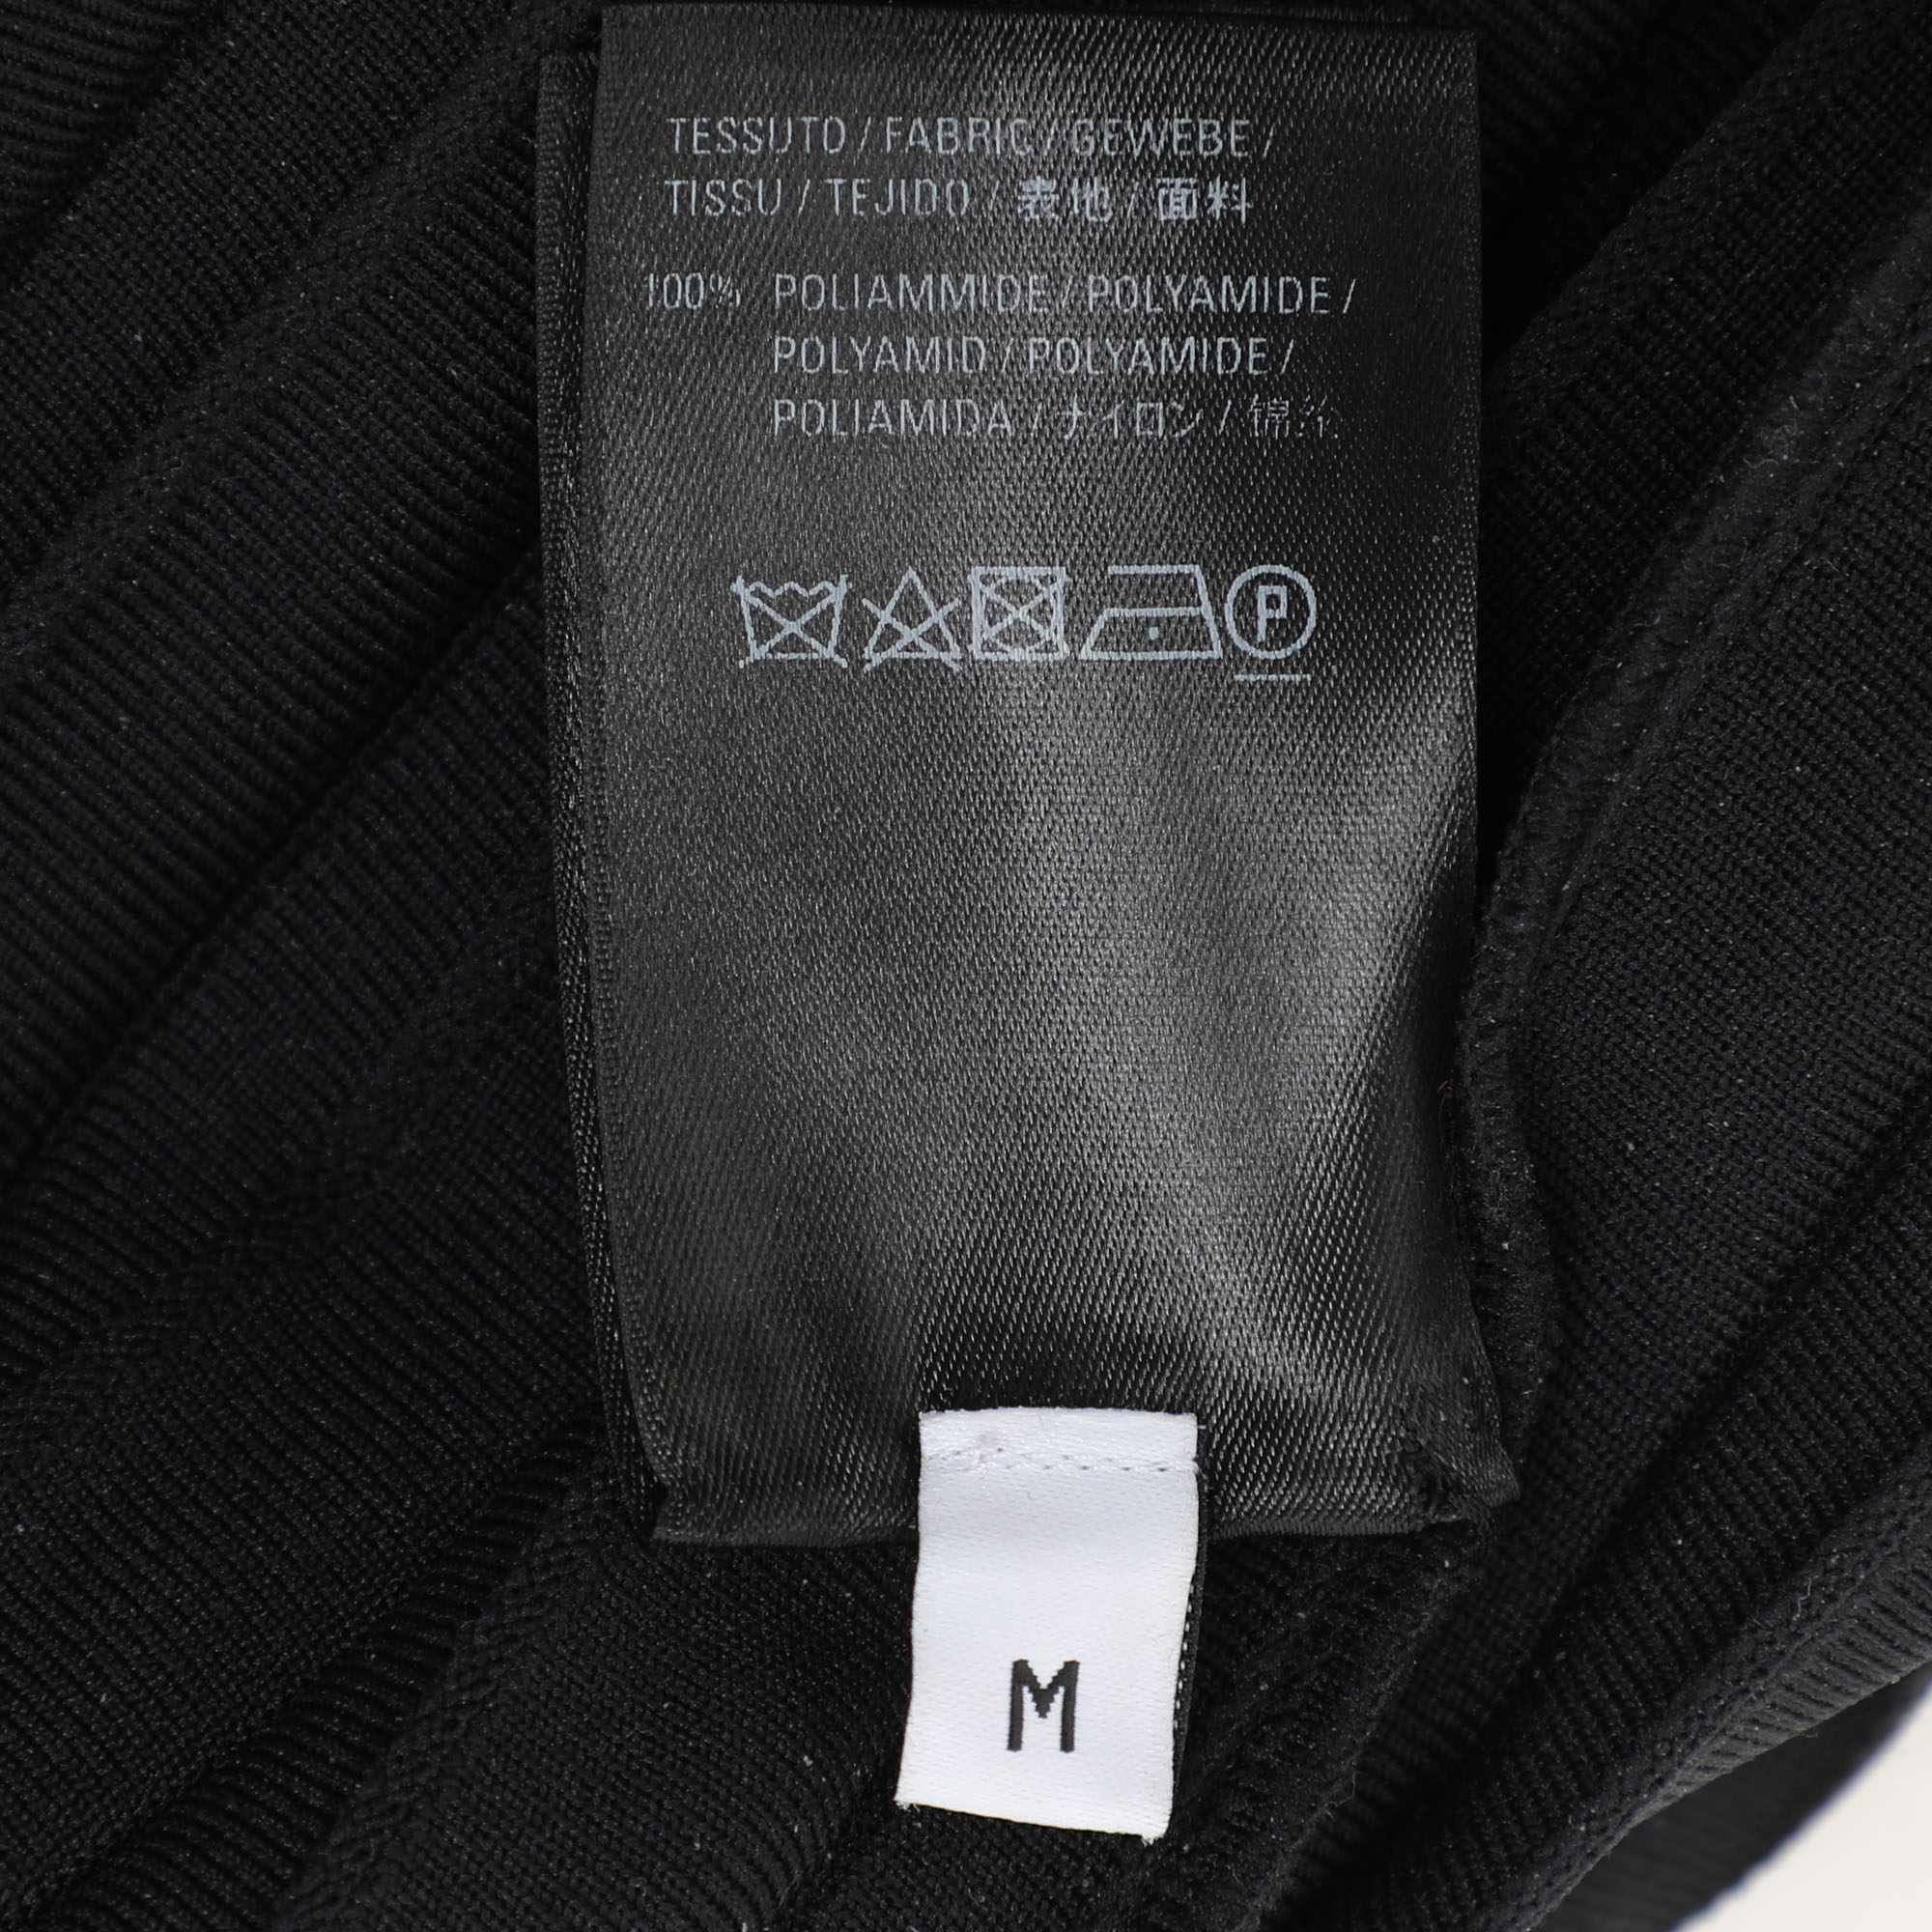 TESSUTO / FABRIC / GEWEBE /
TISSU / TEJIDO / 表地 / 面料
100% POLIAMMIDE / POLYAMIDE /
POLYAMID / POLYAMIDE /
POLIAMIDA / ナイロン / 锦纶
P
M